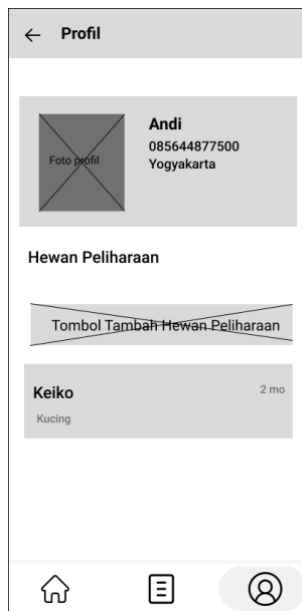 Profil
Foto profil
Andi
085644877500
Yogyakarta
Hewan Peliharaan
Tombol Tambah Hewan Peliharaan
Keiko
2 mo
Kucing